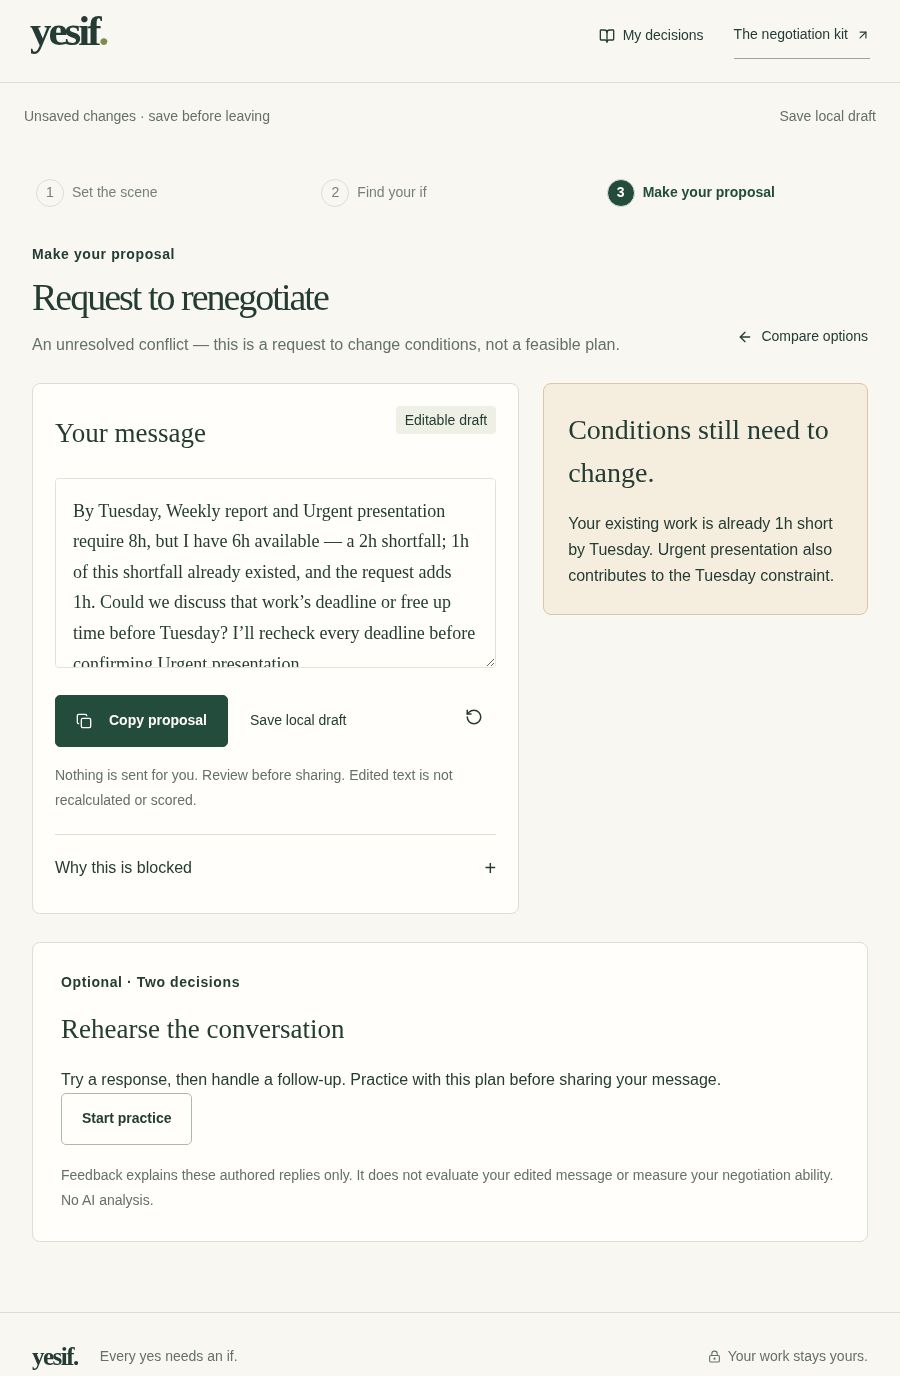 yesif.
My decisions
The negotiation kit
Unsaved changes · save before leaving
Save local draft
1 Set the scene
2 Find your if
3 Make your proposal
Make your proposal
Request to renegotiate
An unresolved conflict — this is a request to change conditions, not a feasible plan.
Compare options
Your message
Editable draft
By Tuesday, Weekly report and Urgent presentation
require 8h, but I have 6h available — a 2h shortfall; 1h
of this shortfall already existed, and the request adds
1h. Could we discuss that work’s deadline or free up
time before Tuesday? I’ll recheck every deadline before
confirming Urgent presentation
Copy proposal
Save local draft
Nothing is sent for you. Review before sharing. Edited text is not
recalculated or scored.
Why this is blocked
+
Conditions still need to
change.
Your existing work is already 1h short
by Tuesday. Urgent presentation also
contributes to the Tuesday constraint.
Optional · Two decisions
Rehearse the conversation
Try a response, then handle a follow-up. Practice with this plan before sharing your message.
Start practice
Feedback explains these authored replies only. It does not evaluate your edited message or measure your negotiation ability.
No AI analysis.
yesif.
Every yes needs an if.
Your work stays yours.